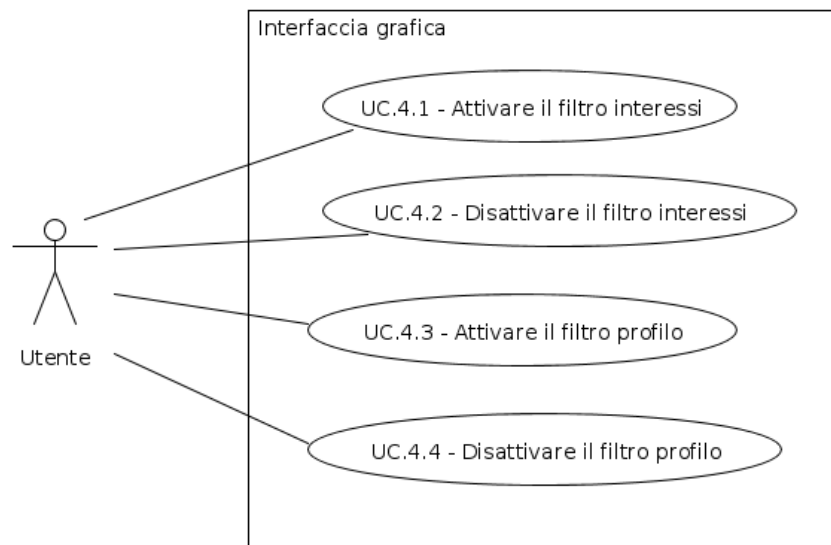 Interfaccia grafica
UC.4.1 - Attivare il filtro interessi
UC.4.2 - Disattivare il filtro interessi
UC.4.3 - Attivare il filtro profilo
Utente
UC.4.4 - Disattivare il filtro profilo